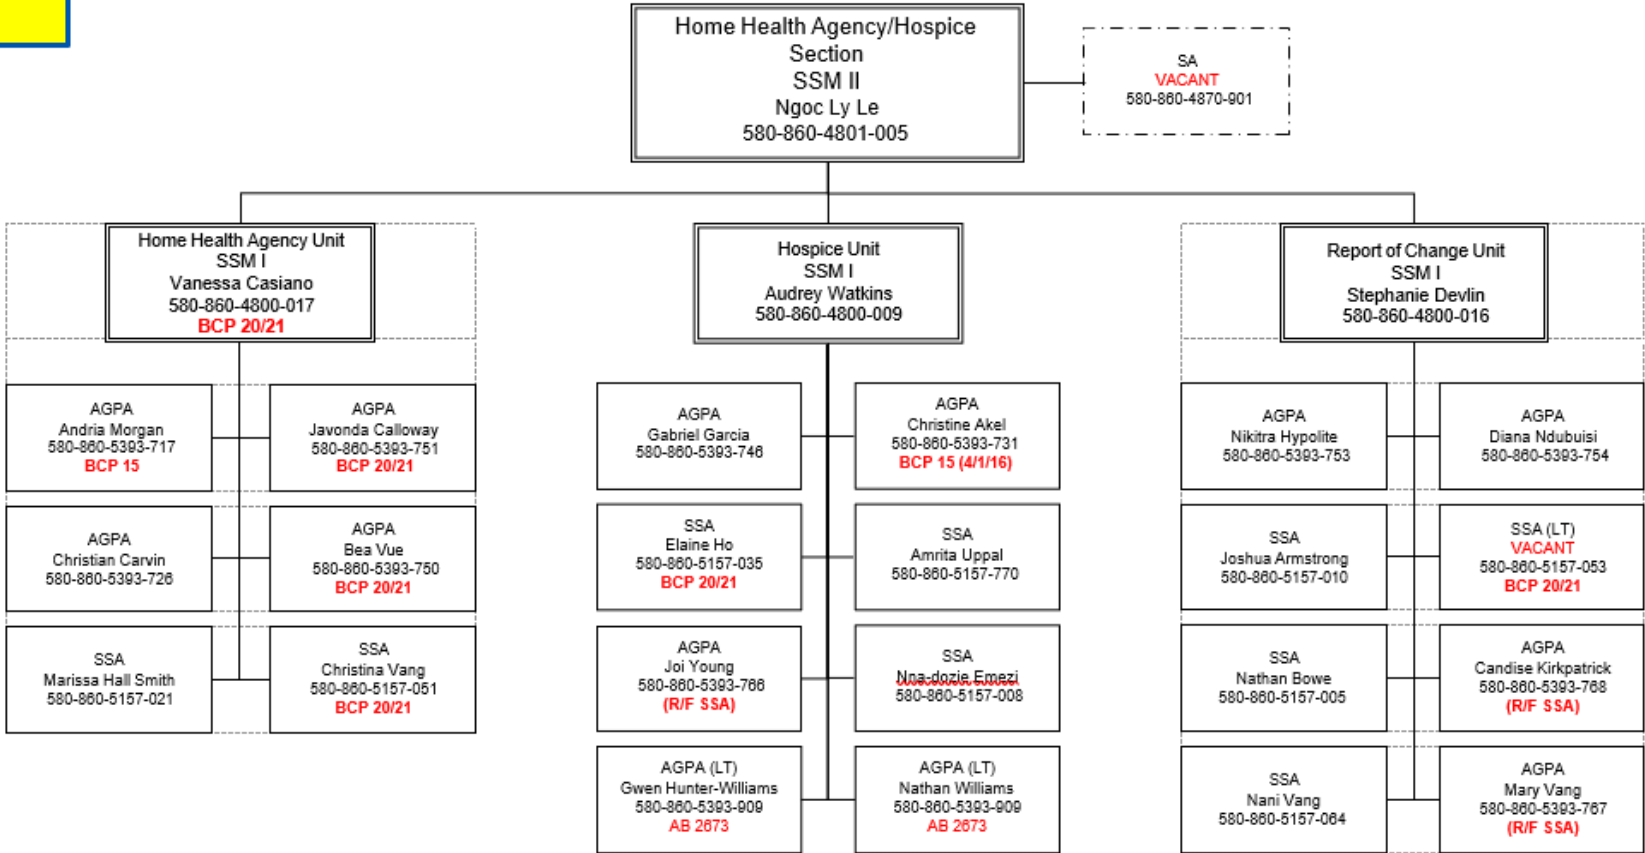 Home Health Agency/Hospice
Section
SSM II
Ngoc Ly Le
580-860-4801-005
SA
VACANT
580-860-4870-901
Home Health Agency Unit
SSM I
Vanessa Casiano
580-860-4800-017
BCP 20/21
Hospice Unit
SSM I
Audrey Watkins
580-860-4800-009
Report of Change Unit
SSM I
Stephanie Devlin
580-860-4800-016
AGPA
Andria Morgan
580-860-5393-717
BCP 15
AGPA
Javonda Calloway
580-860-5393-751
BCP 20/21
AGPA
Christian Carvin
580-860-5393-726
AGPA
Bea Vue
580-860-5393-750
BCP 20/21
SSA
Marissa Hall Smith
580-860-5157-021
SSA
Christina Vang
580-860-5157-051
BCP 20/21
AGPA
Gabriel Garcia
580-860-5393-746
AGPA
Christine Akel
580-860-5393-731
BCP 15 (4/1/16)
SSA
Elaine Ho
580-860-5157-035
BCP 20/21
SSA
Amrita Uppal
580-860-5157-770
AGPA
Joi Young
580-860-5393-766
(R/F SSA)
SSA
Nna-dozie Emezi
580-860-5157-008
AGPA (LT)
Gwen Hunter-Williams
580-860-5393-909
AB 2673
AGPA (LT)
Nathan Williams
580-860-5393-909
AB 2673
AGPA
Nikitra Hypolite
580-860-5393-753
AGPA
Diana Ndubuisi
580-860-5393-754
SSA
Joshua Armstrong
580-860-5157-010
SSA (LT)
VACANT
580-860-5157-053
BCP 20/21
SSA
Nathan Bowe
580-860-5157-005
AGPA
Candise Kirkpatrick
580-860-5393-768
(R/F SSA)
SSA
Nani Vang
580-860-5157-064
AGPA
Mary Vang
580-860-5393-767
(R/F SSA)